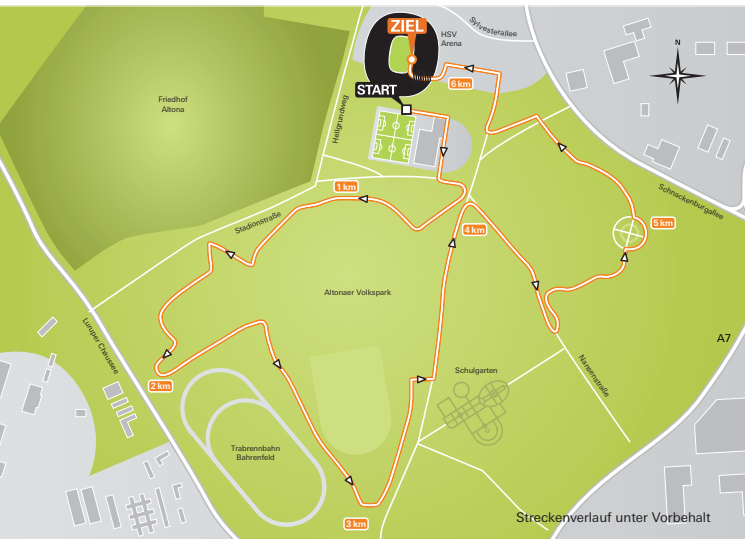 ZIEL
HSV
Arena
Sylvesterallee
N
6 km
START
Friedhof
Altona
Hellgrundweg
1 km
Schnackenburgallee
Stadionstraße
4 km
5 km
Altonaer Volkspark
Luruper Chaussee
A7
2 km
Schulgarten
Nansenstraße
Trabrennbahn
Bahrenfeld
3 km
Streckenverlauf unter Vorbehalt